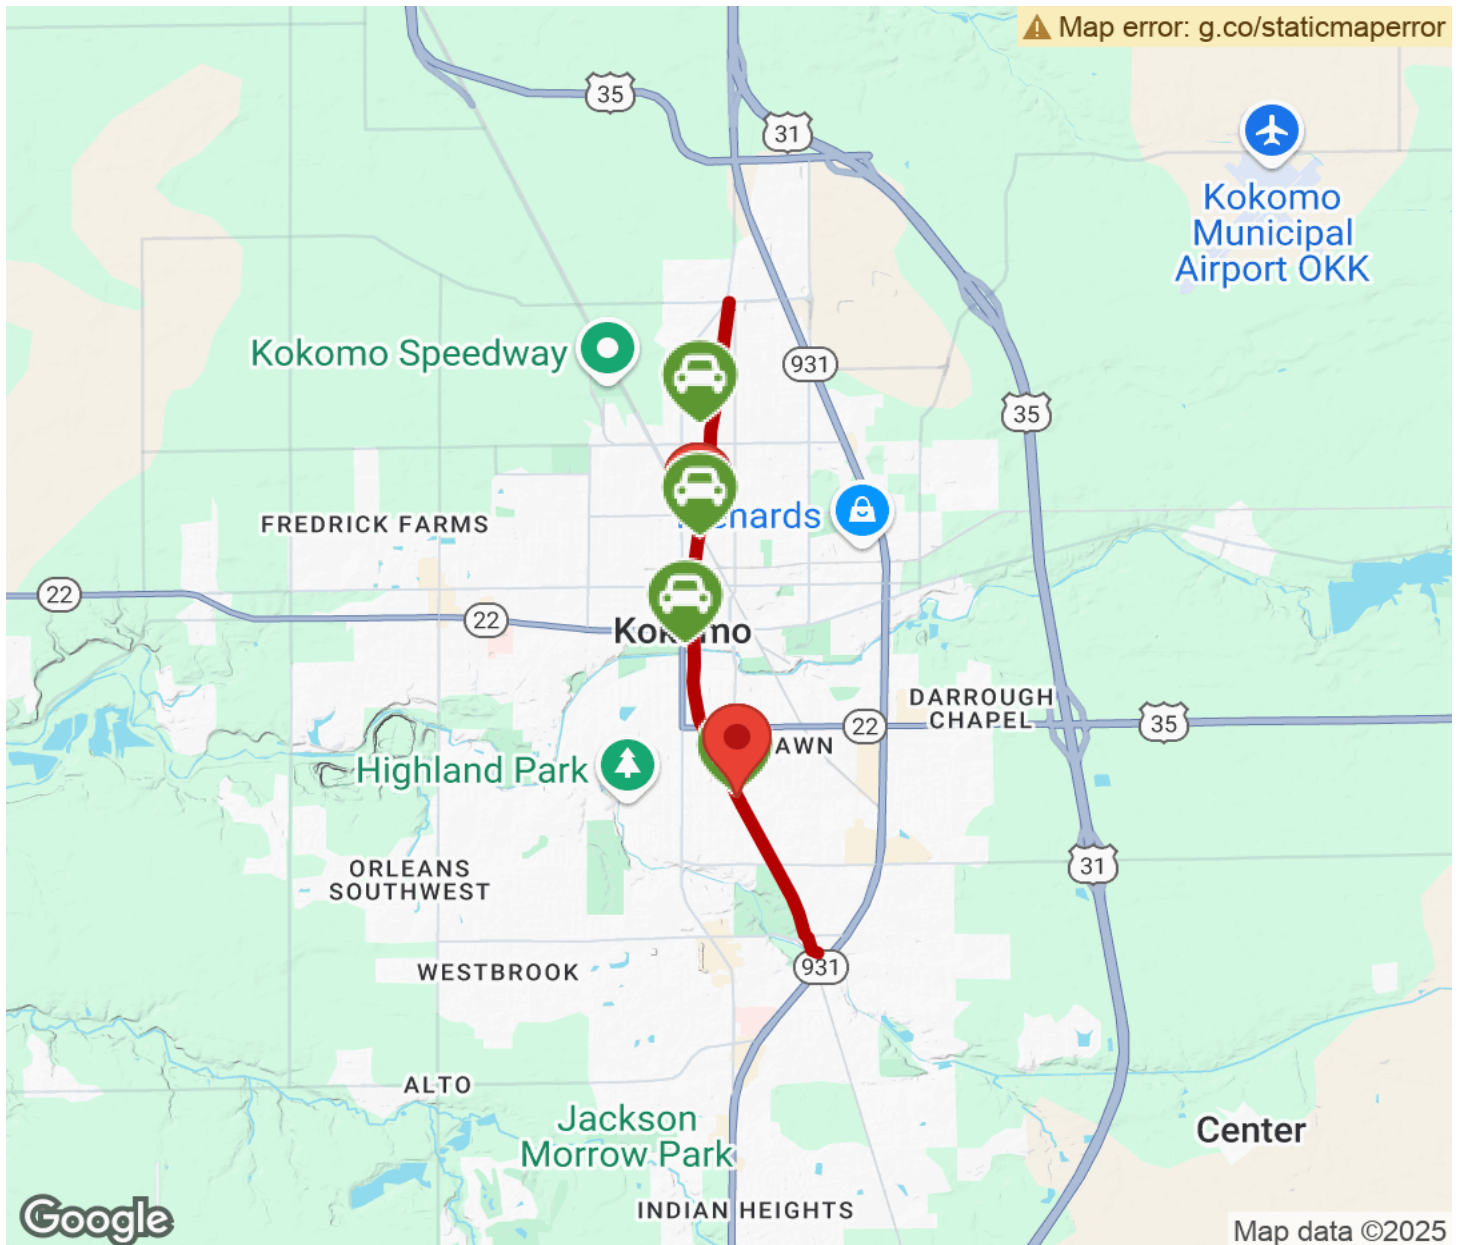 Map error: g.co/staticmaperror
35
31
Kokomo
Municipal
Airport OKK
Kokomo Speedway
931
35
FREDRICK FARMS
22
22
DARROUGH
CHAPEL
22
35
Highland Park
31
ORLEANS
SOUTHWEST
WESTBROOK
931
ALTO
Jackson
Morrow Park
Center
INDIAN HEIGHTS
Google
Map data ©2025